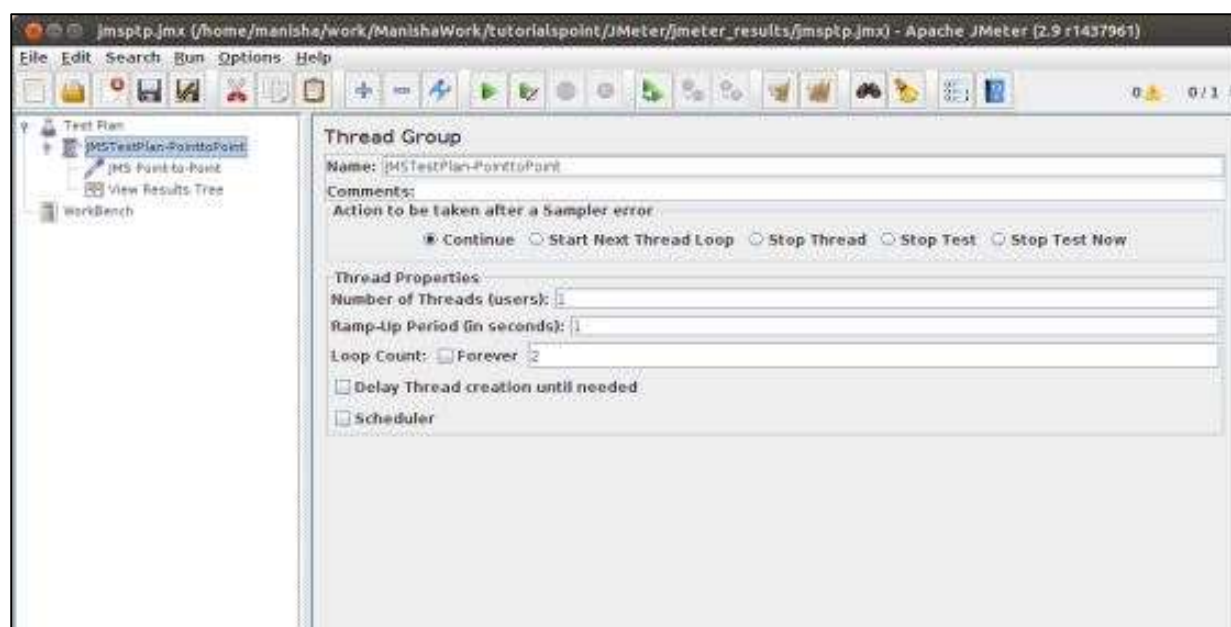 jmsptp.jmx (/home/manisha/work/ManishaWork/tutorialspoint/JMeter/jmeter_results/jmsptp.jmx) - Apache JMeter (2.9 r1437961)
File Edit Search Run Options Help
0 0 / 1
Test Plan
JMSTestPlan-PointtoPoint
JMS Point-to-Point
View Results Tree
WorkBench
Thread Group
Name: JMSTestPlan-PointtoPoint
Comments:
Action to be taken after a Sampler error
Continue Start Next Thread Loop Stop Thread Stop Test Stop Test Now
Thread Properties
Number of Threads (users): 1
Ramp-Up Period (in seconds): 1
Loop Count: Forever 2
Delay Thread creation until needed
Scheduler